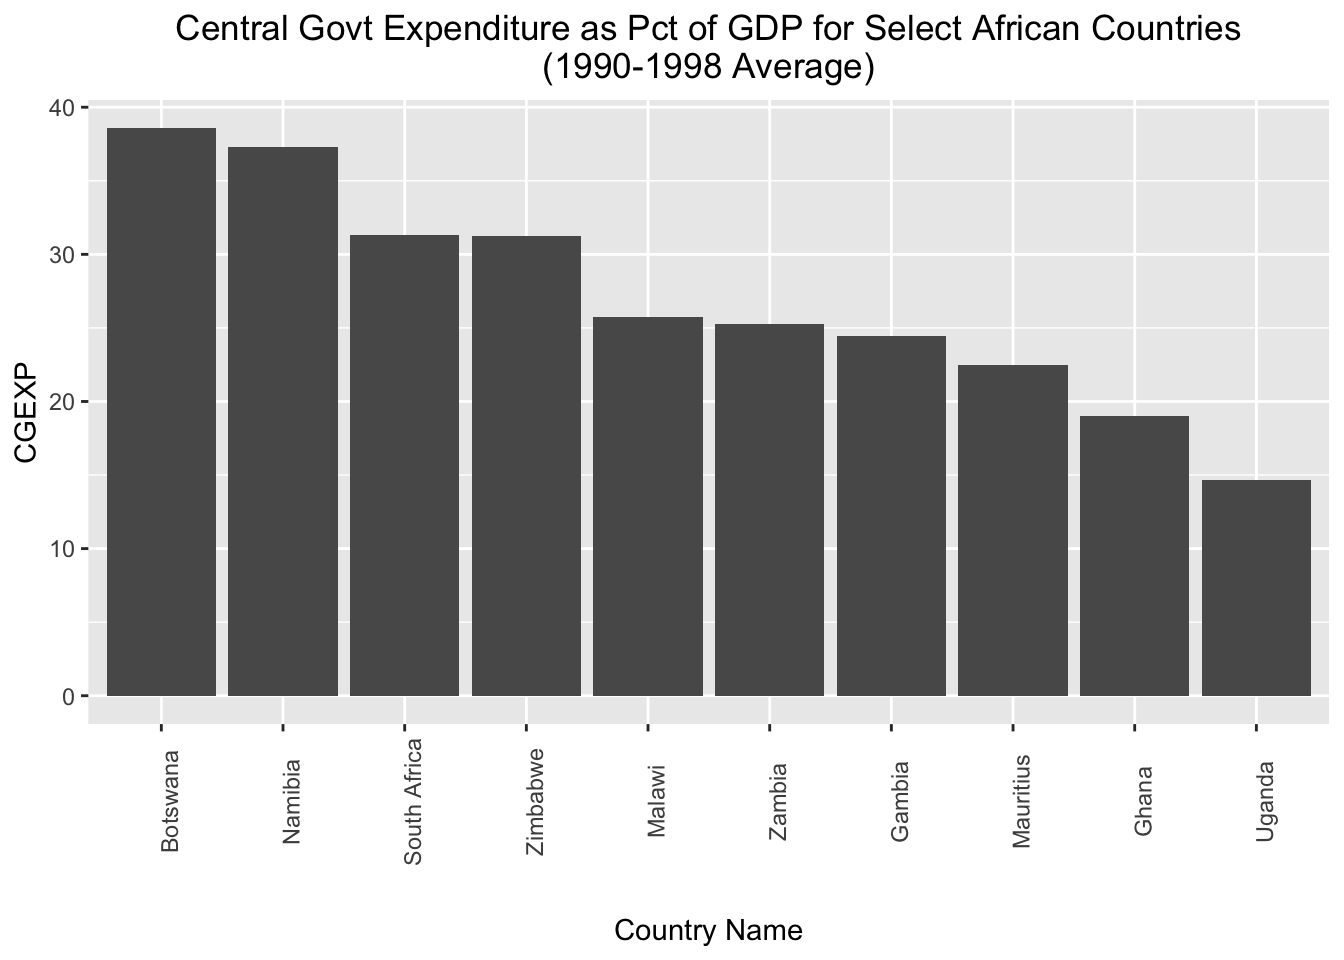 Central Govt Expenditure as Pct of GDP for Select African Countries
(1990-1998 Average)
CGEXP
40
30
20
10
0
Botswana
Namibia
South Africa
Zimbabwe
Malawi
Zambia
Gambia
Mauritius
Ghana
Uganda
Country Name